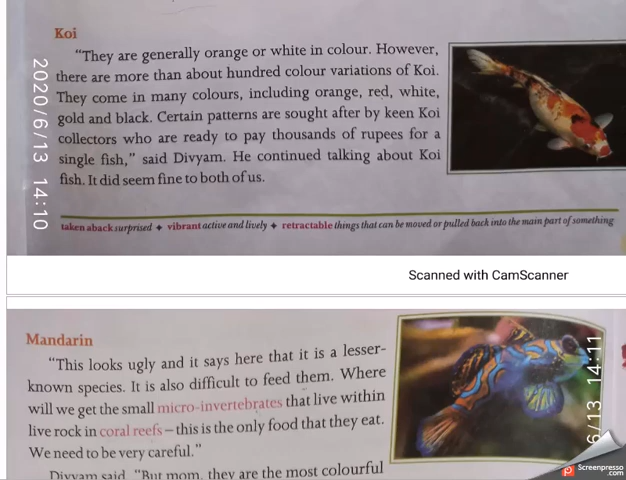 Koi
"They are generally orange or white in colour. However,
there are more than about hundred colour variations of Koi.
They come in many colours, including orange, red, white,
gold and black. Certain patterns are sought after by keen Koi
collectors who are ready to pay thousands of rupees for a
single fish," said Divyam. He continued talking about Koi
fish. It did seem fine to both of us.
2020/6/13 14:10
taken aback surprised ✦ vibrant active and lively ✦ retractable things that can be moved or pulled back into the main part of something
Scanned with CamScanner
Mandarin
"This looks ugly and it says here that it is a lesser-
known species. It is also difficult to feed them. Where
will we get the small micro-invertebrates that live within
live rock in coral reefs – this is the only food that they eat.
We need to be very careful."
Divyam said, "But mom, they are the most colourful
6/13 14:11
Screenpresso
.com